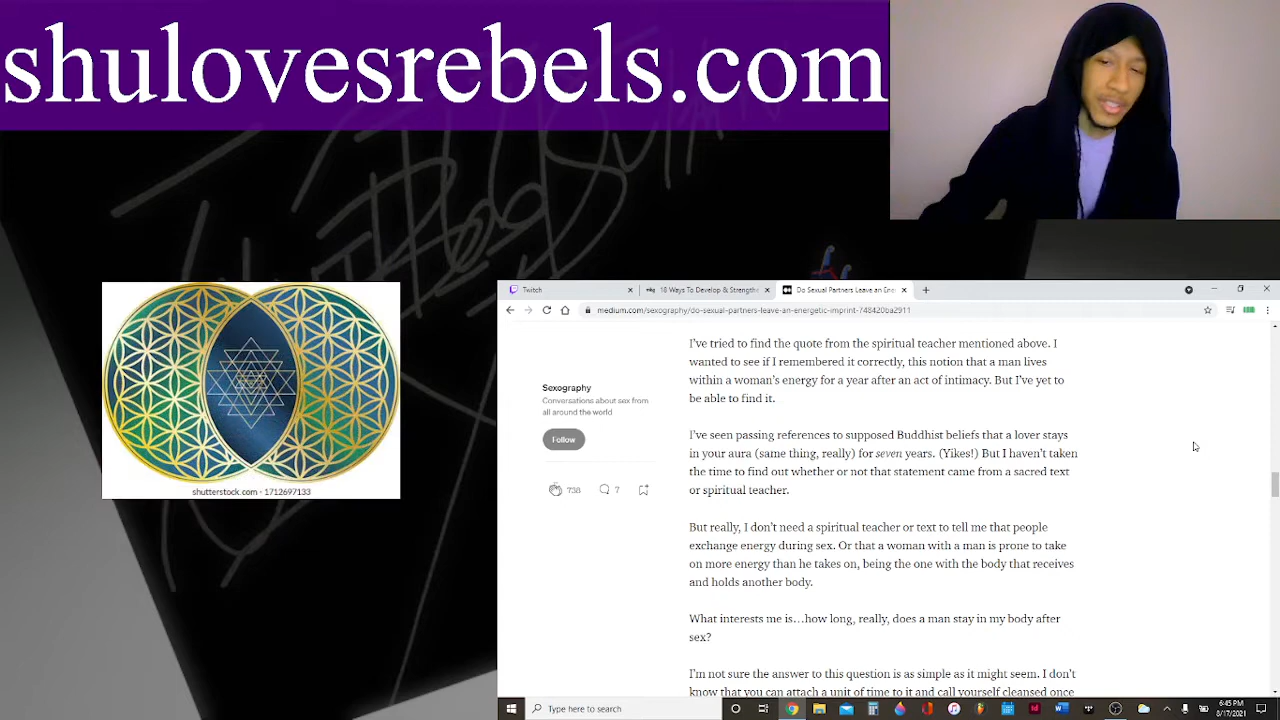 shulovesrebels.com
shutterstock.com · 1712697133
Twitch
18 Ways To Develop & Strengthe
Do Sexual Partners Leave an Ene
medium.com/sexography/do-sexual-partners-leave-an-energetic-imprint-748420ba2911
Sexography
Conversations about sex from
all around the world
Follow
738
7
I've tried to find the quote from the spiritual teacher mentioned above. I
wanted to see if I remembered it correctly, this notion that a man lives
within a woman's energy for a year after an act of intimacy. But I've yet to
be able to find it.
I've seen passing references to supposed Buddhist beliefs that a lover stays
in your aura (same thing, really) for seven years. (Yikes!) But I haven't taken
the time to find out whether or not that statement came from a sacred text
or spiritual teacher.
But really, I don't need a spiritual teacher or text to tell me that people
exchange energy during sex. Or that a woman with a man is prone to take
on more energy than he takes on, being the one with the body that receives
and holds another body.
What interests me is…how long, really, does a man stay in my body after
sex?
I'm not sure the answer to this question is as simple as it might seem. I don't
know that you can attach a unit of time to it and call yourself cleansed once
Type here to search
6:45 PM
8/17/2021